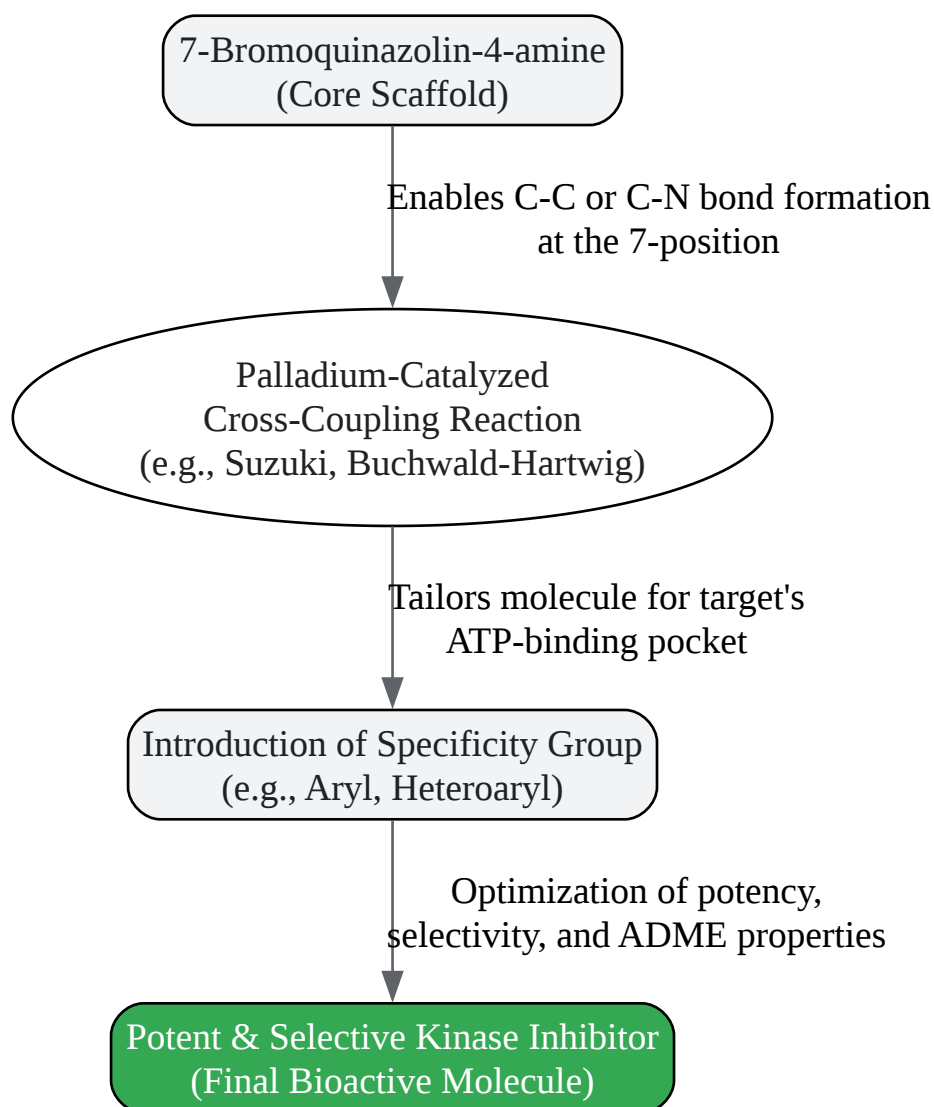 7-Bromoquinazolin-4-amine
(Core Scaffold)
Enables C-C or C-N bond formation
at the 7-position
Palladium-Catalyzed
Cross-Coupling Reaction
(e.g., Suzuki, Buchwald-Hartwig)
Tailors molecule for target's
ATP-binding pocket
Introduction of Specificity Group
(e.g., Aryl, Heteroaryl)
Optimization of potency,
selectivity, and ADME properties
Potent & Selective Kinase Inhibitor
(Final Bioactive Molecule)